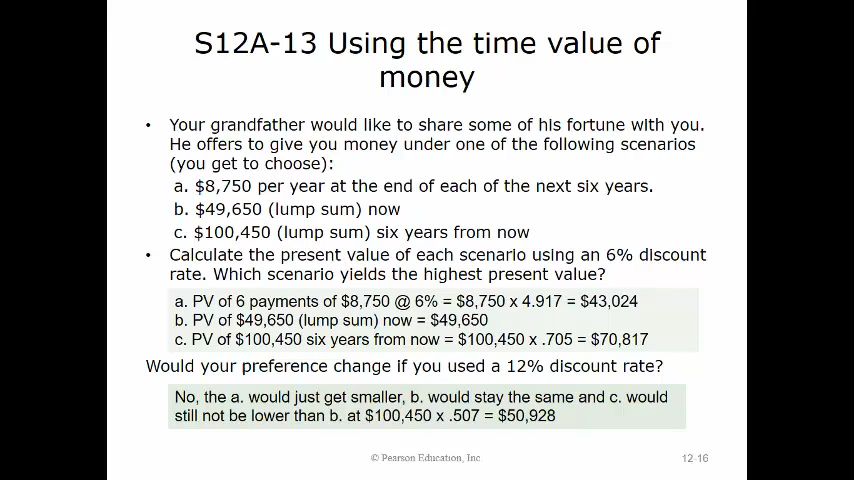 S12A-13 Using the time value of
money
• Your grandfather would like to share some of his fortune with you.
He offers to give you money under one of the following scenarios
(you get to choose):
a. $8,750 per year at the end of each of the next six years.
b. $49,650 (lump sum) now
c. $100,450 (lump sum) six years from now
• Calculate the present value of each scenario using an 6% discount
rate. Which scenario yields the highest present value?
a. PV of 6 payments of $8,750 @ 6% = $8,750 x 4.917 = $43,024
b. PV of $49,650 (lump sum) now = $49,650
c. PV of $100,450 six years from now = $100,450 x .705 = $70,817
Would your preference change if you used a 12% discount rate?
No, the a. would just get smaller, b. would stay the same and c. would
still not be lower than b. at $100,450 x .507 = $50,928
© Pearson Education, Inc.
12-16